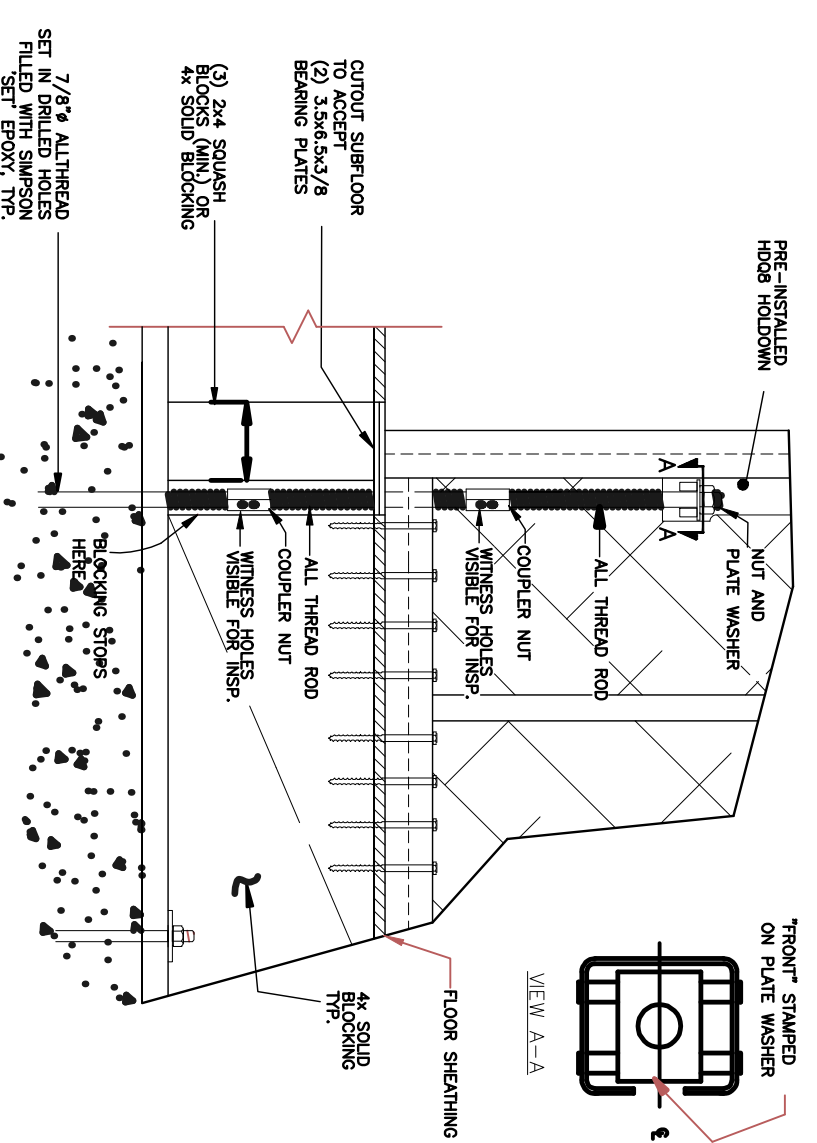 PRE-INSTALLED
HDQ8 HOLDOWN
NUT AND
PLATE WASHER
A
A
ALL THREAD ROD
COUPLER NUT
WITNESS HOLES
VISIBLE FOR INSP.
CUTOUT SUBFLOOR
TO ACCEPT
(2) 3.5x6.5x3/8
BEARING PLATES
(3) 2x4 SQUASH
BLOCKS (MIN.) OR
4x SOLID BLOCKING
ALL THREAD ROD
COUPLER NUT
WITNESS HOLES
VISIBLE FOR INSP.
BLOCKING STOPS
HERE
7/8"ø ALLTHREAD
SET IN DRILLED HOLES
FILLED WITH SIMPSON
'SET' EPOXY, TYP.
"FRONT" STAMPED
ON PLATE WASHER
℄
VIEW A-A
FLOOR SHEATHING
4x SOLID
BLOCKING
TYP.